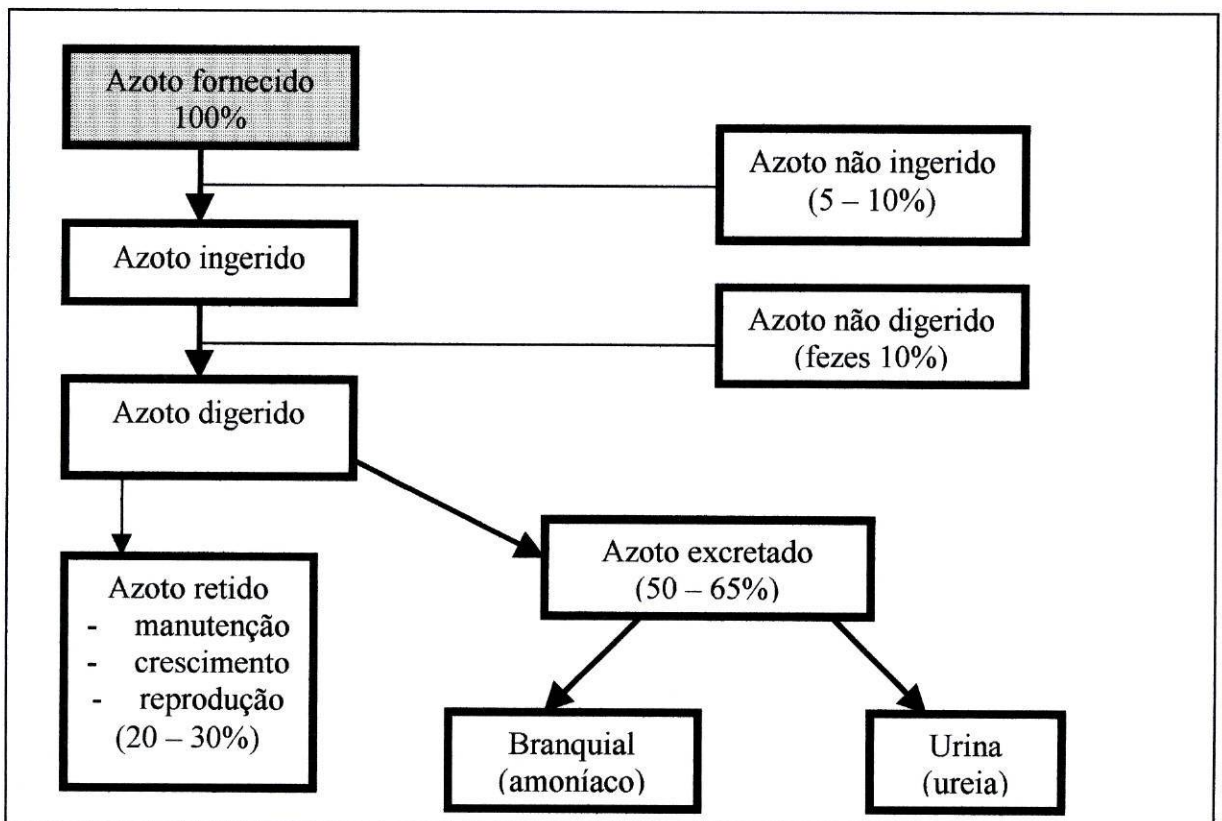 Azoto fornecido
100%
Azoto não ingerido
(5 – 10%)
Azoto ingerido
Azoto não digerido
(fezes 10%)
Azoto digerido
Azoto excretado
(50 – 65%)
Azoto retido
- manutenção
- crescimento
- reprodução
(20 – 30%)
Branquial
(amoníaco)
Urina
(ureia)